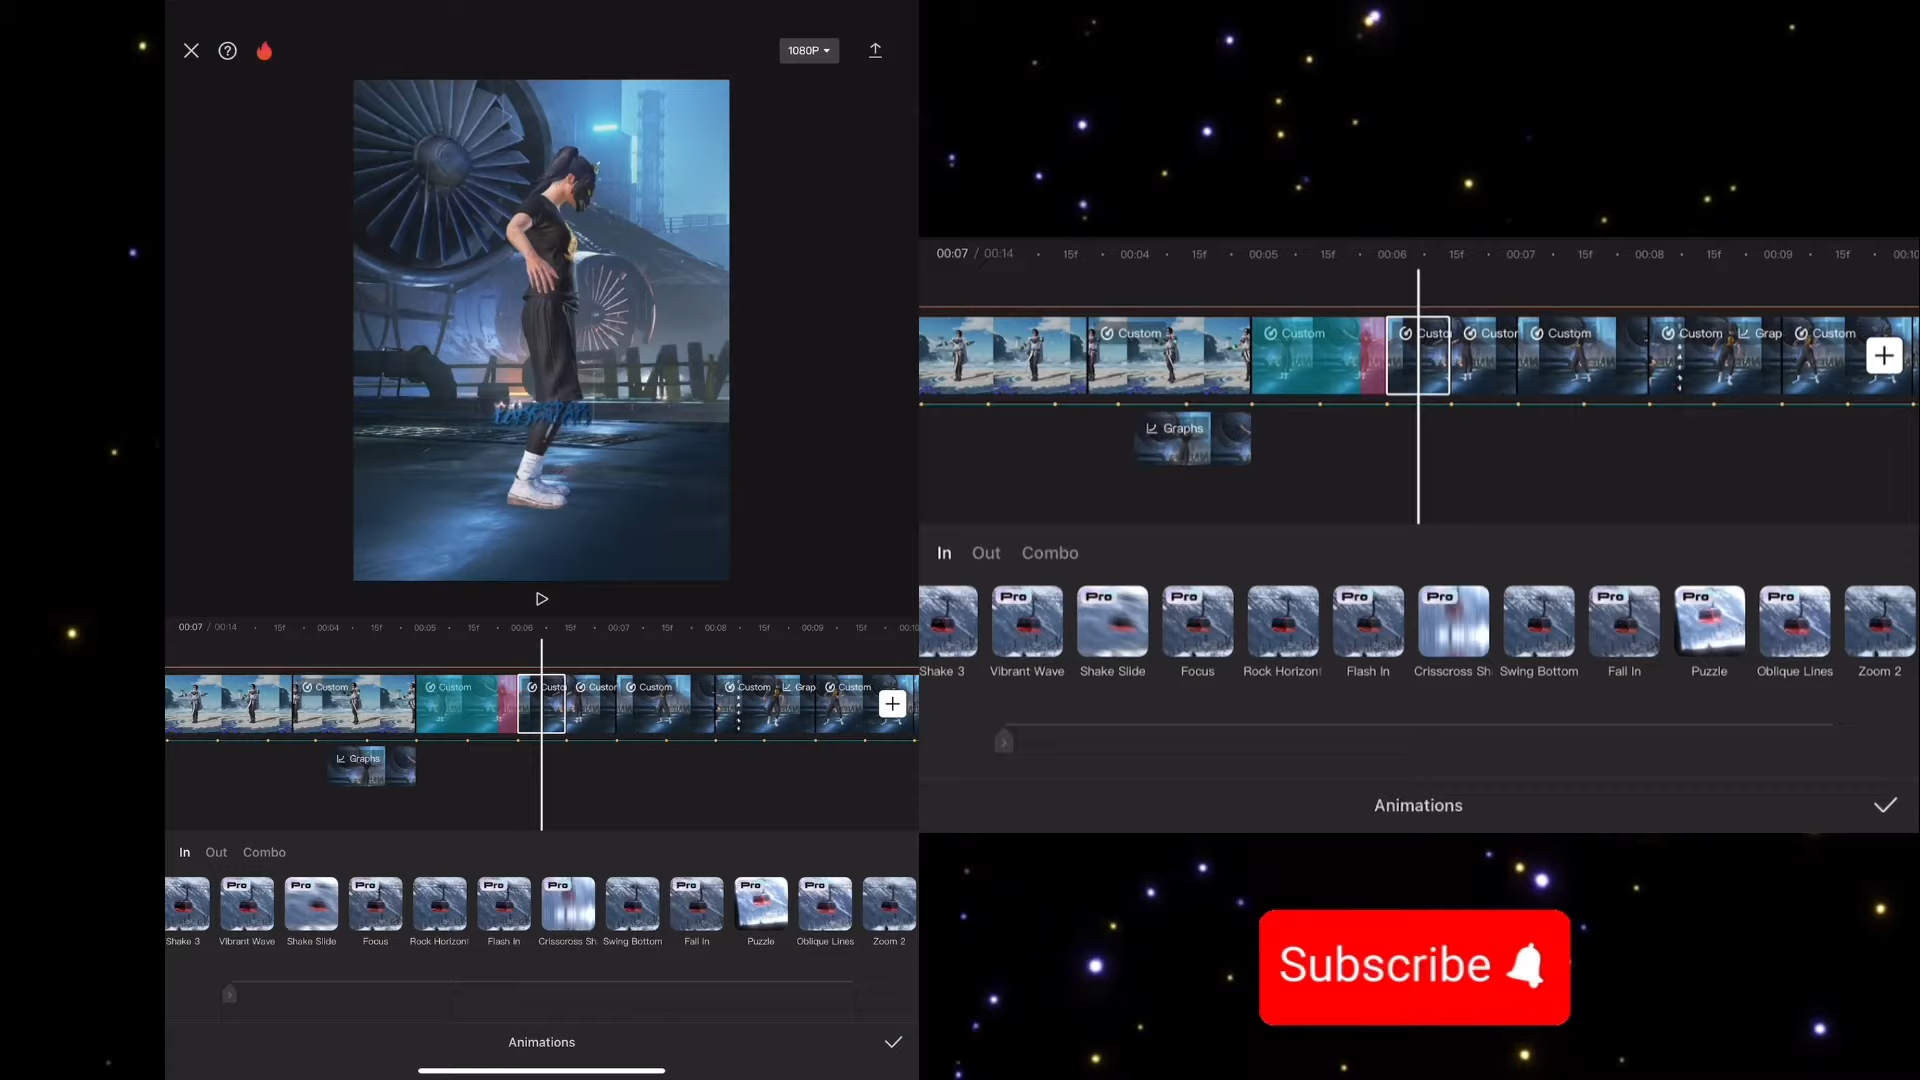 1080P
00:07 / 00:14 15f 00:04 15f 00:05 15f 00:06 15f 00:07 15f 00:08 15f 00:09 15f 00:10
Custom Custom Custo Custor Custom Custom Grap Custom
Graphs
In Out Combo
Pro Pro Pro Pro Pro Pro Pro Pro
Shake 3 Vibrant Wave Shake Slide Focus Rock Horizont Flash In Crisscross Sh Swing Bottom Fall In Puzzle Oblique Lines Zoom 2
Animations
00:07 / 00:14 15f 00:04 15f 00:05 15f 00:06 15f 00:07 15f 00:08 15f 00:09 15f 00:10
Custom Custom Custo Custor Custom Custom Grap Custom
Graphs
In Out Combo
Pro Pro Pro Pro Pro Pro Pro Pro
Shake 3 Vibrant Wave Shake Slide Focus Rock Horizont Flash In Crisscross Sh Swing Bottom Fall In Puzzle Oblique Lines Zoom 2
Animations
Subscribe